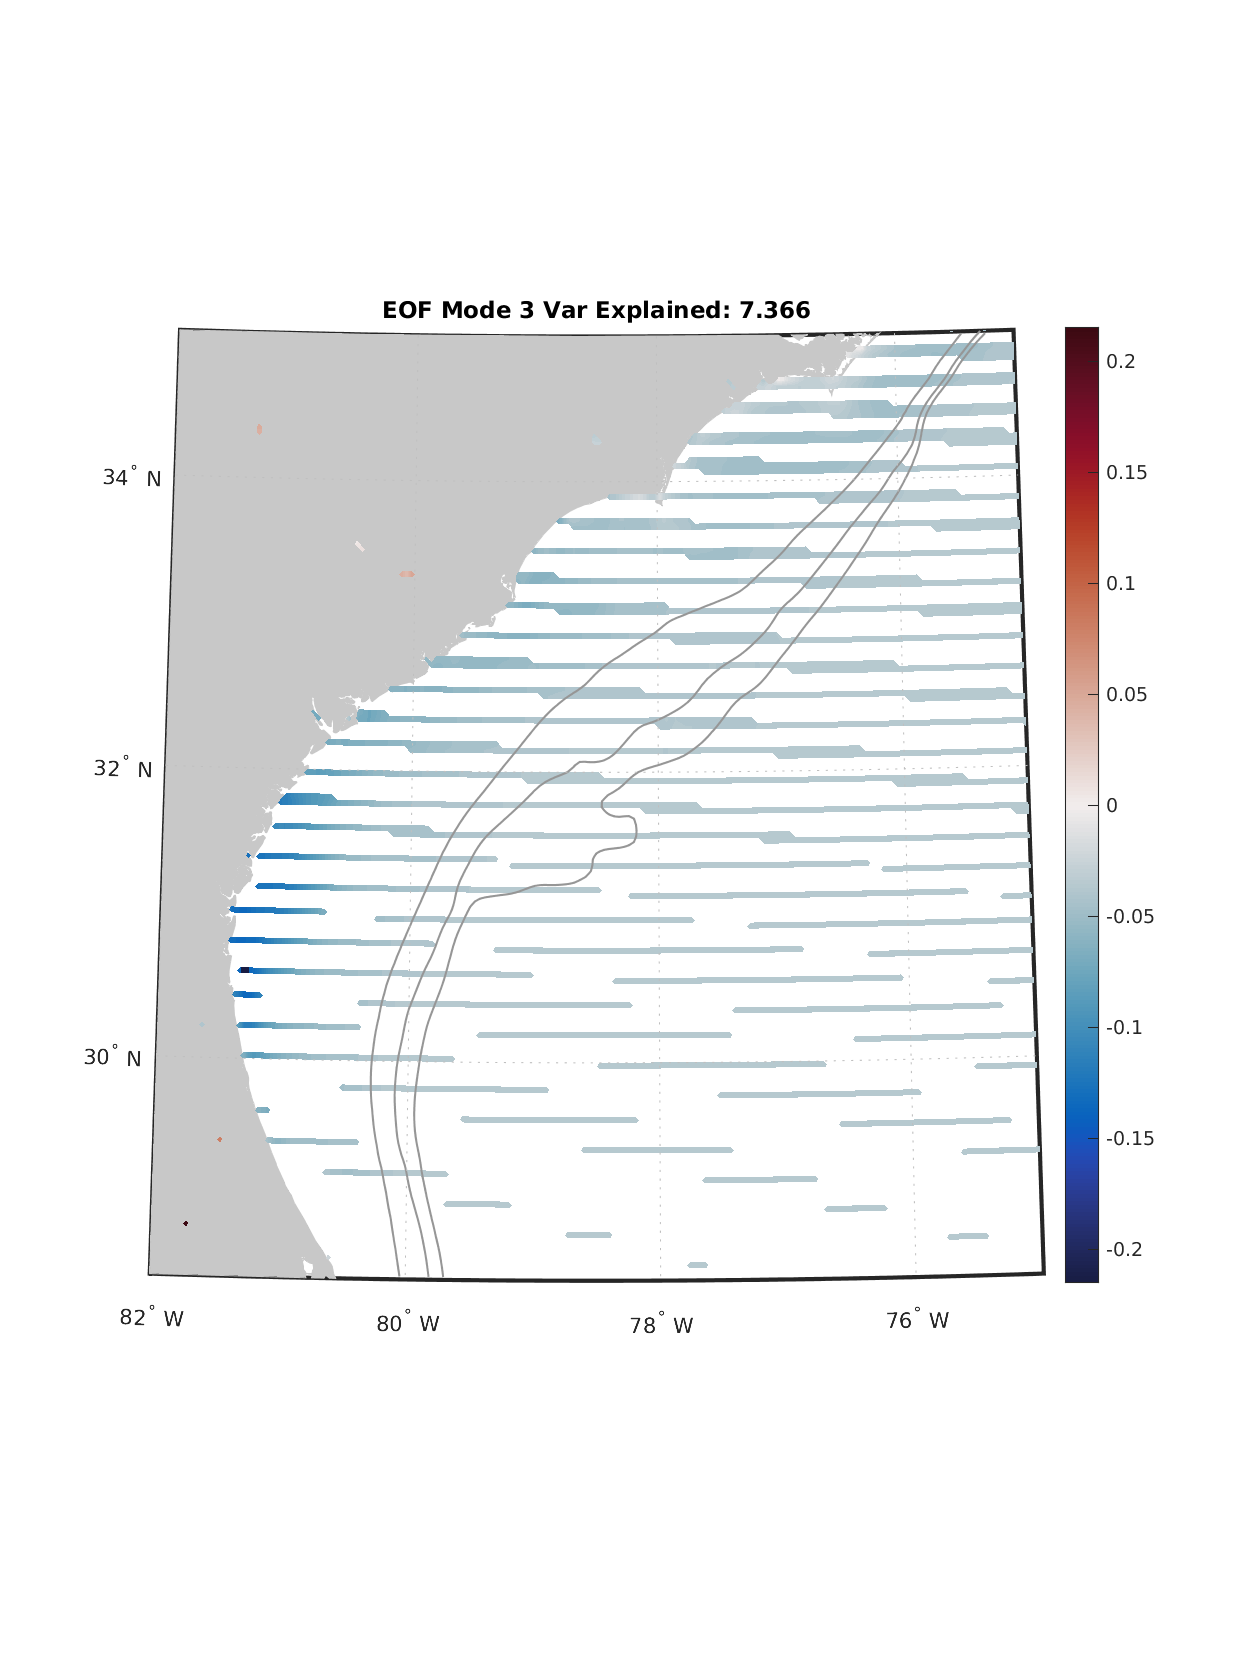 EOF Mode 3 Var Explained: 7.366
0.2
0.15
34° N
0.1
0.05
32° N
0
-0.05
-0.1
30° N
-0.15
-0.2
82° W
80° W
78° W
76° W